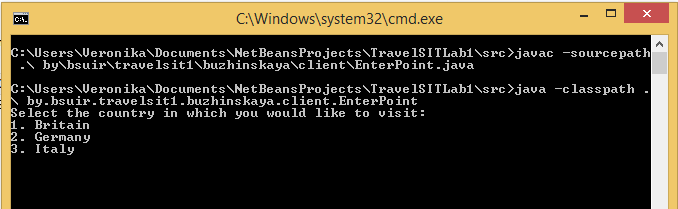 C:\Windows\system32\cmd.exe
C:\Users\Veronika\Documents\NetBeansProjects\TravelSITLab1\src>javac -sourcepath
.\ by\bsuir\travelsit1\buzhinskaya\client\EnterPoint.java
C:\Users\Veronika\Documents\NetBeansProjects\TravelSITLab1\src>java -classpath .
\ by.bsuir.travelsit1.buzhinskaya.client.EnterPoint
Select the country in which you would like to visit:
1. Britain
2. Germany
3. Italy